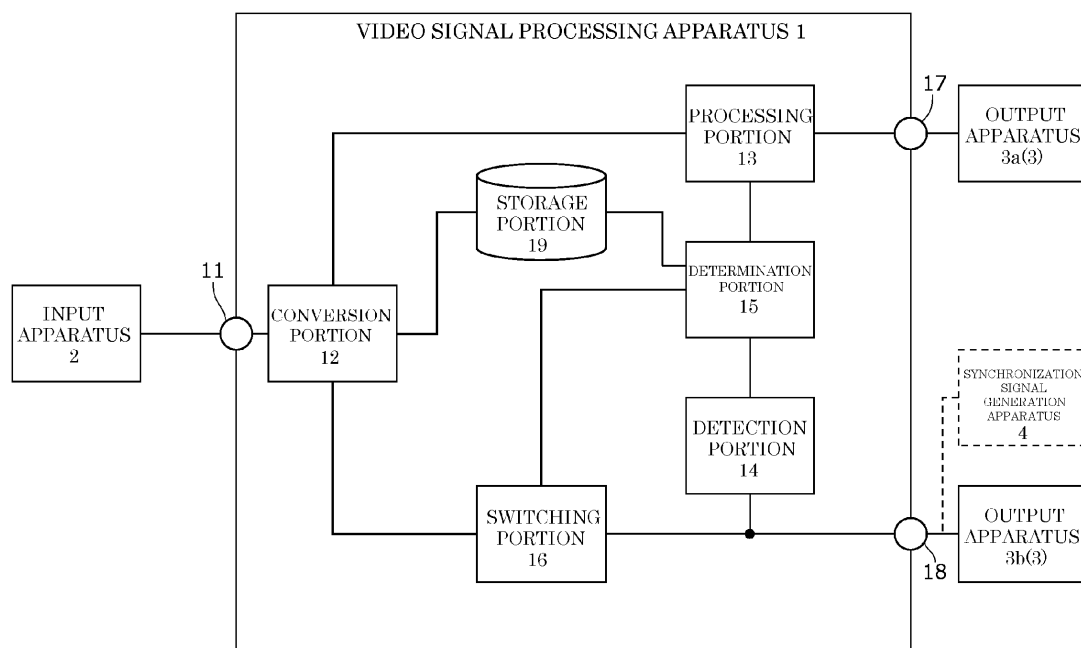 VIDEO SIGNAL PROCESSING APPARATUS 1
17
PROCESSING
PORTION
13
OUTPUT
APPARATUS
3a(3)
STORAGE
PORTION
19
11
INPUT
APPARATUS
2
CONVERSION
PORTION
12
DETERMINATION
PORTION
15
SYNCHRONIZATION
SIGNAL
GENERATION
APPARATUS
4
DETECTION
PORTION
14
SWITCHING
PORTION
16
18
OUTPUT
APPARATUS
3b(3)